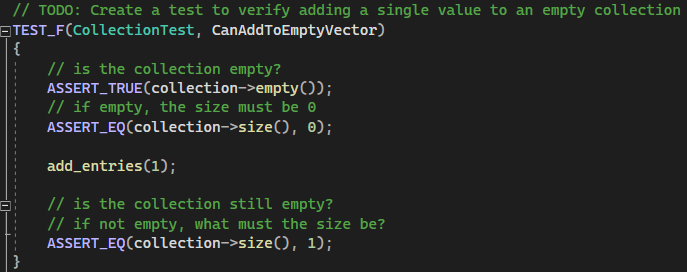 // TODO: Create a test to verify adding a single value to an empty collection
TEST_F(CollectionTest, CanAddToEmptyVector)
{
// is the collection empty?
ASSERT_TRUE(collection->empty());
// if empty, the size must be 0
ASSERT_EQ(collection->size(), 0);
add_entries(1);
// is the collection still empty?
// if not empty, what must the size be?
ASSERT_EQ(collection->size(), 1);
}